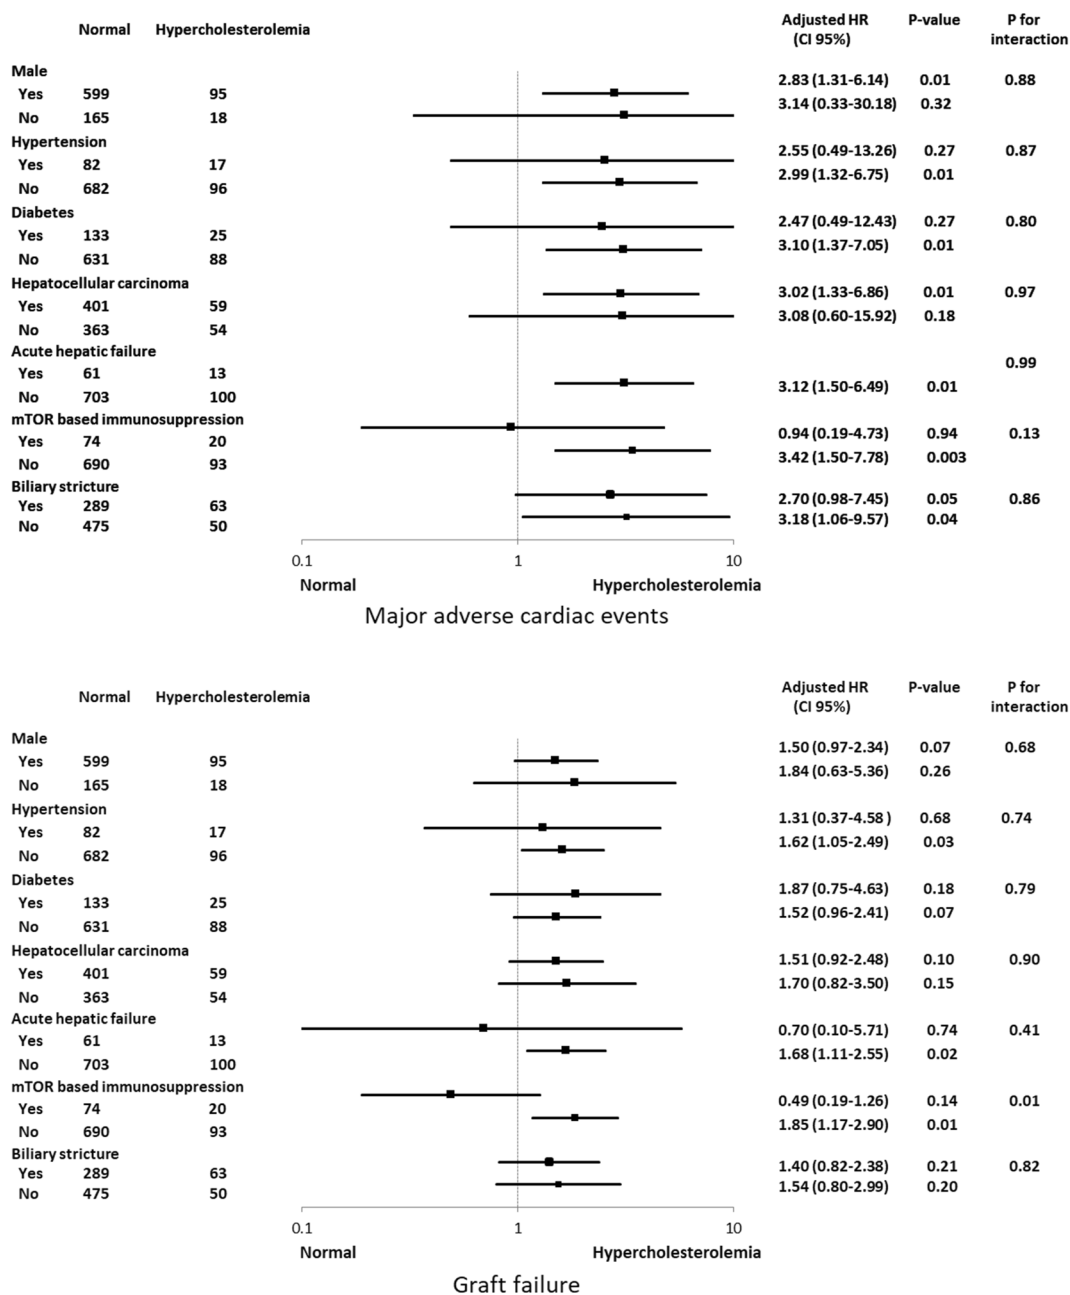 Normal Hypercholesterolemia Adjusted HR (CI 95%) P-value P for interaction
Male
Yes 599 95 2.83 (1.31-6.14) 0.01 0.88
No 165 18 3.14 (0.33-30.18) 0.32
Hypertension
Yes 82 17 2.55 (0.49-13.26) 0.27 0.87
No 682 96 2.99 (1.32-6.75) 0.01
Diabetes
Yes 133 25 2.47 (0.49-12.43) 0.27 0.80
No 631 88 3.10 (1.37-7.05) 0.01
Hepatocellular carcinoma
Yes 401 59 3.02 (1.33-6.86) 0.01 0.97
No 363 54 3.08 (0.60-15.92) 0.18
Acute hepatic failure 0.99
Yes 61 13
No 703 100 3.12 (1.50-6.49) 0.01
mTOR based immunosuppression
Yes 74 20 0.94 (0.19-4.73) 0.94 0.13
No 690 93 3.42 (1.50-7.78) 0.003
Biliary stricture
Yes 289 63 2.70 (0.98-7.45) 0.05 0.86
No 475 50 3.18 (1.06-9.57) 0.04
0.1 1 10
Normal Hypercholesterolemia
Major adverse cardiac events
Normal Hypercholesterolemia Adjusted HR (CI 95%) P-value P for interaction
Male
Yes 599 95 1.50 (0.97-2.34) 0.07 0.68
No 165 18 1.84 (0.63-5.36) 0.26
Hypertension
Yes 82 17 1.31 (0.37-4.58 ) 0.68 0.74
No 682 96 1.62 (1.05-2.49) 0.03
Diabetes
Yes 133 25 1.87 (0.75-4.63) 0.18 0.79
No 631 88 1.52 (0.96-2.41) 0.07
Hepatocellular carcinoma
Yes 401 59 1.51 (0.92-2.48) 0.10 0.90
No 363 54 1.70 (0.82-3.50) 0.15
Acute hepatic failure
Yes 61 13 0.70 (0.10-5.71) 0.74 0.41
No 703 100 1.68 (1.11-2.55) 0.02
mTOR based immunosuppression
Yes 74 20 0.49 (0.19-1.26) 0.14 0.01
No 690 93 1.85 (1.17-2.90) 0.01
Biliary stricture
Yes 289 63 1.40 (0.82-2.38) 0.21 0.82
No 475 50 1.54 (0.80-2.99) 0.20
0.1 1 10
Normal Hypercholesterolemia
Graft failure